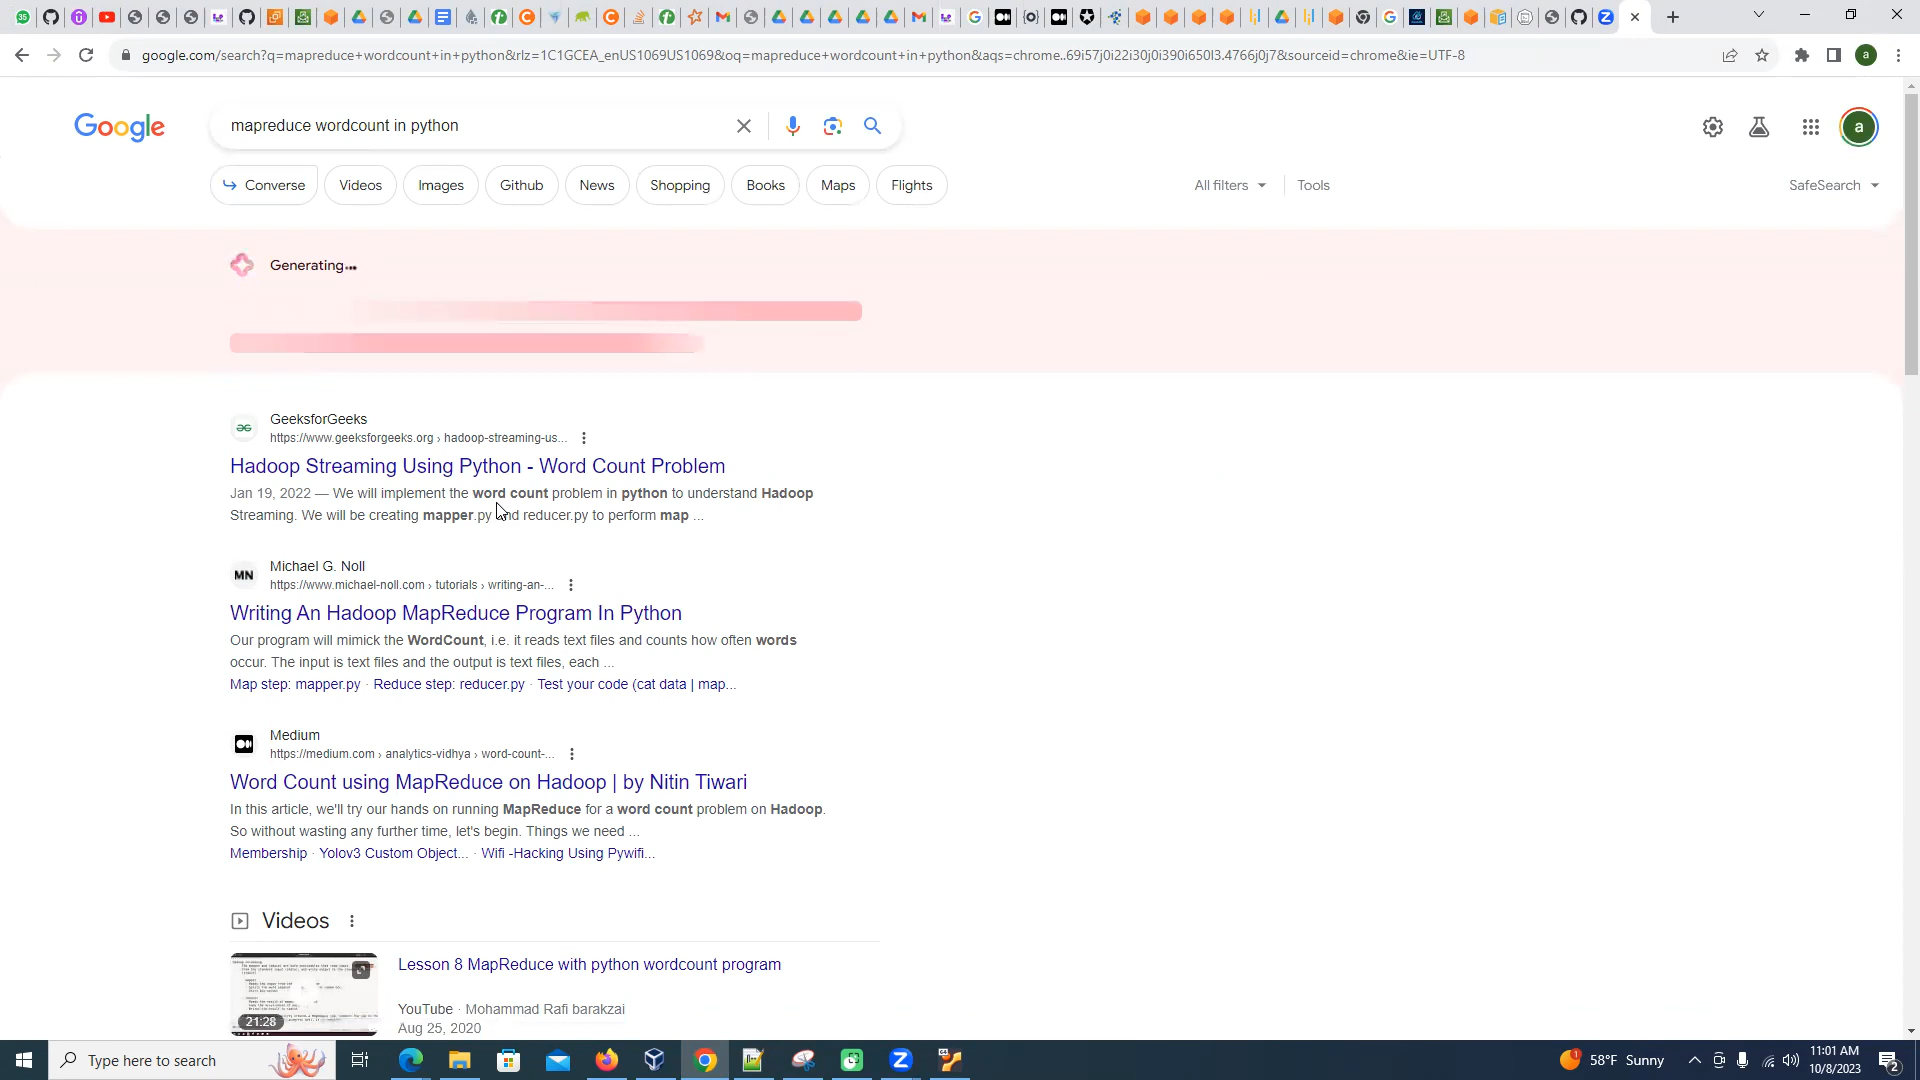 google.com/search?q=mapreduce+wordcount+in+python&rlz=1C1GCEA_enUS1069US1069&oq=mapreduce+wordcount+in+python&aqs=chrome..69i57j0i22i30j0i390i650l3.4766j0j7&sourceid=chrome&ie=UTF-8
a
Google
mapreduce wordcount in python
a
Converse
Videos
Images
Github
News
Shopping
Books
Maps
Flights
All filters
Tools
SafeSearch
Generating...
GeeksforGeeks
https://www.geeksforgeeks.org › hadoop-streaming-us...
Hadoop Streaming Using Python - Word Count Problem
Jan 19, 2022 — We will implement the word count problem in python to understand Hadoop
Streaming. We will be creating mapper.py and reducer.py to perform map ...
MN
Michael G. Noll
https://www.michael-noll.com › tutorials › writing-an-...
Writing An Hadoop MapReduce Program In Python
Our program will mimick the WordCount, i.e. it reads text files and counts how often words
occur. The input is text files and the output is text files, each ...
Map step: mapper.py · Reduce step: reducer.py · Test your code (cat data | map...
Medium
https://medium.com › analytics-vidhya › word-count-...
Word Count using MapReduce on Hadoop | by Nitin Tiwari
In this article, we'll try our hands on running MapReduce for a word count problem on Hadoop.
So without wasting any further time, let's begin. Things we need ...
Membership · Yolov3 Custom Object... · Wifi -Hacking Using Pywifi...
Videos
21:28
Lesson 8 MapReduce with python wordcount program
YouTube · Mohammad Rafi barakzai
Aug 25, 2020
Type here to search
1
58°F Sunny
11:01 AM
10/8/2023
2